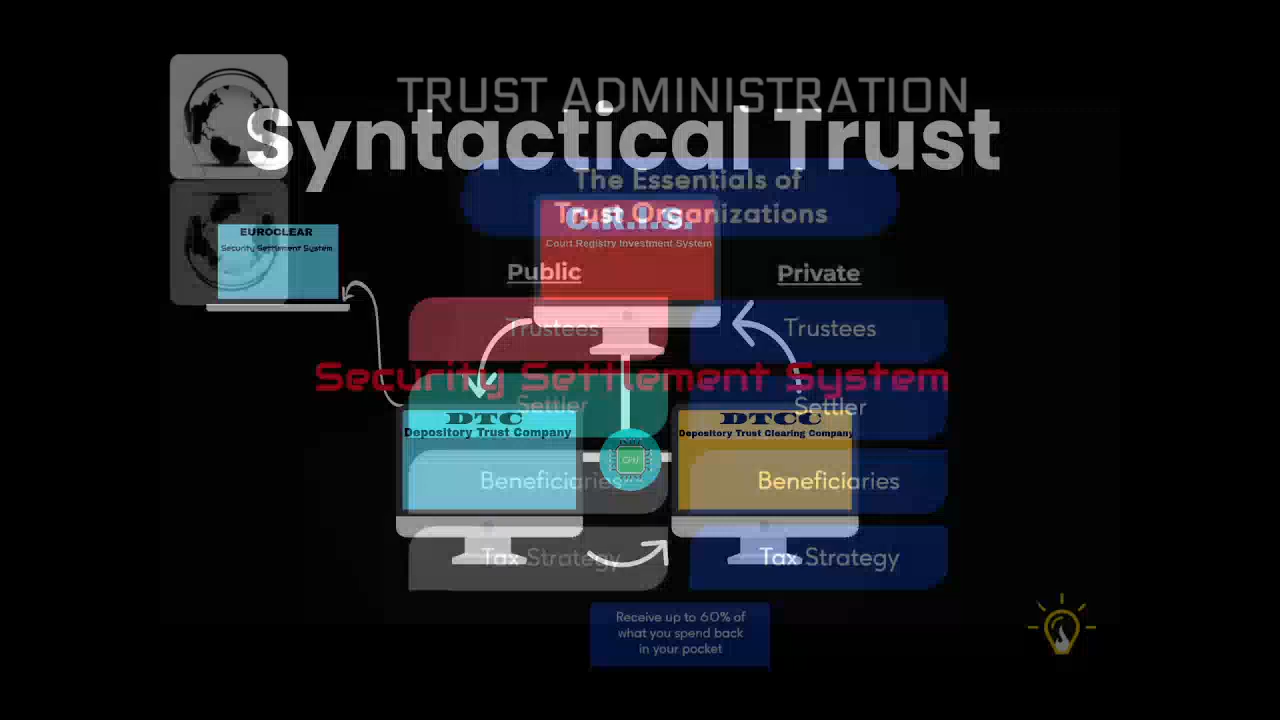 TRUST ADMINISTRATION
Syntactical Trust
The Essentials of
Trust Organizations
C.R.I.S.
Court Registry Investment System
EUROCLEAR
Security Settlement System
Public
Private
Trustees
Trustees
Security Settlement System
Settler
Settler
DTC
Depository Trust Company
DTCC
Depository Trust Clearing Company
CPU
Beneficiaries
Beneficiaries
Tax Strategy
Tax Strategy
Receive up to 60% of
what you spend back
in your pocket